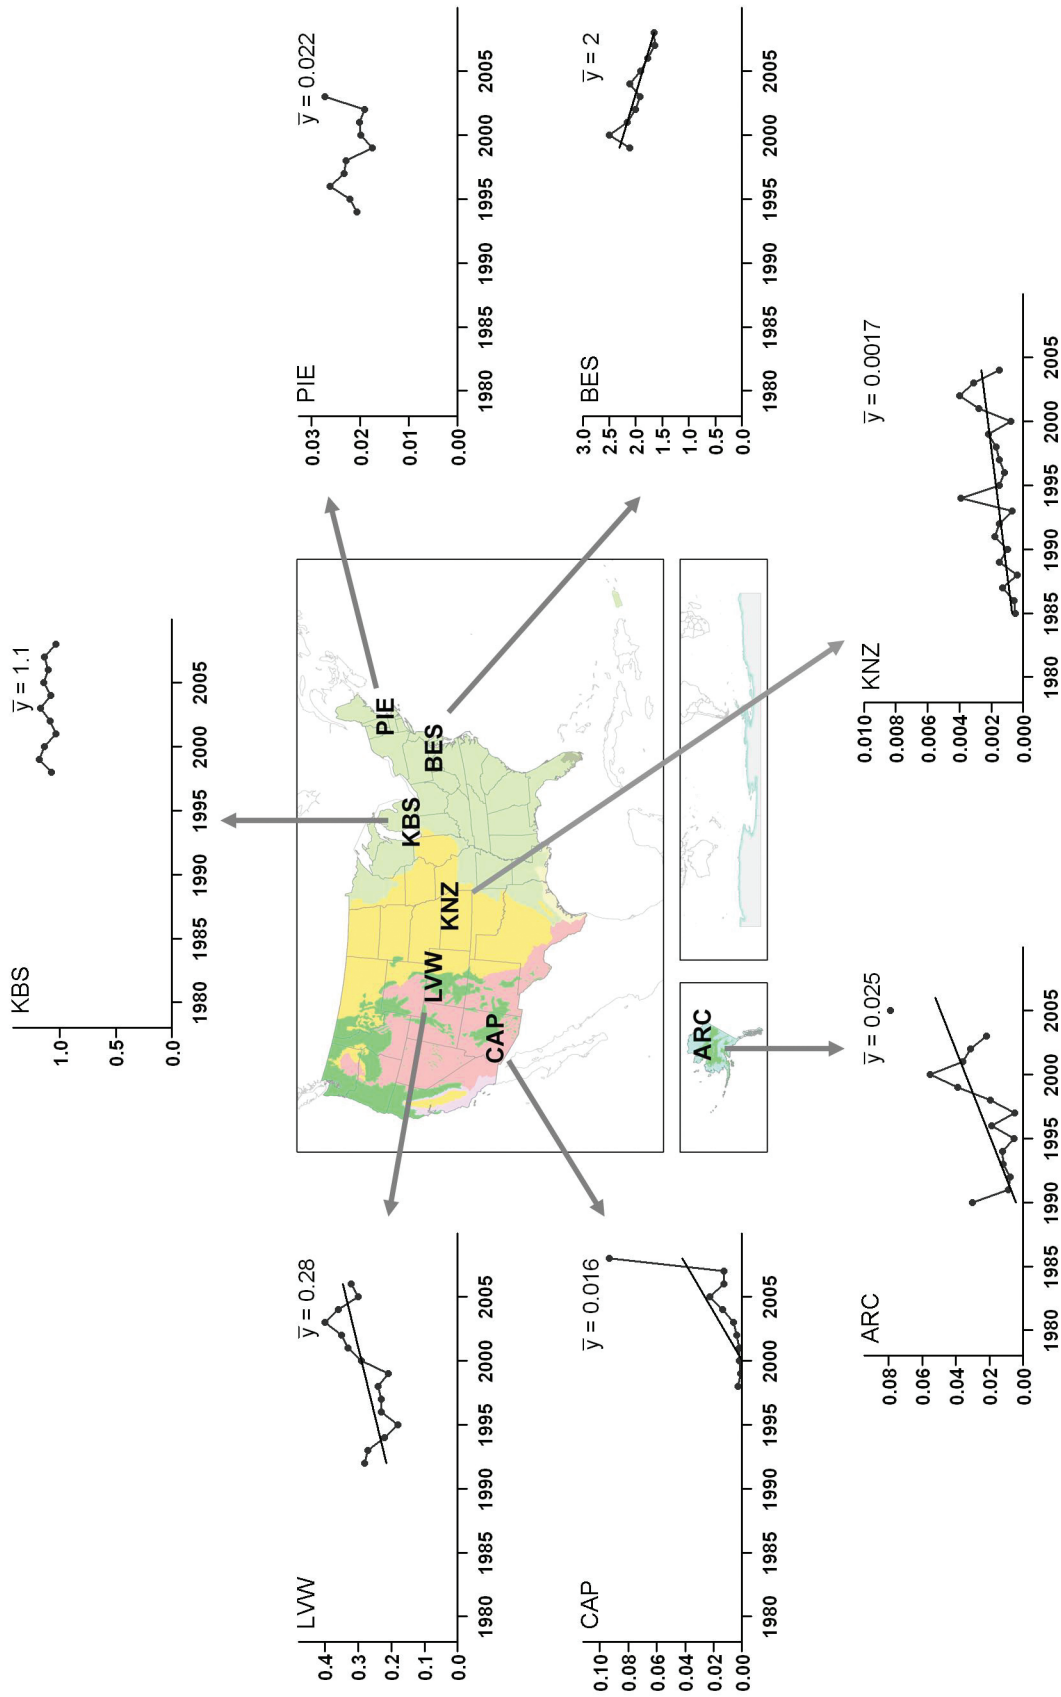 KBS
y̅ = 1.1
1.0
0.5
0.0
1980 1985 1990 1995 2000 2005
LVW
y̅ = 0.28
0.4
0.3
0.2
0.1
0.0
1980 1985 1990 1995 2000 2005
PIE
y̅ = 0.022
0.03
0.02
0.01
0.00
1980 1985 1990 1995 2000 2005
LVW
KNZ
KBS
PIE
BES
CAP
ARC
CAP
y̅ = 0.016
0.10
0.08
0.06
0.04
0.02
0.00
1980 1985 1990 1995 2000 2005
BES
y̅ = 2
3.0
2.5
2.0
1.5
1.0
0.5
0.0
1980 1985 1990 1995 2000 2005
ARC
y̅ = 0.025
0.08
0.06
0.04
0.02
0.00
1980 1985 1990 1995 2000 2005
KNZ
y̅ = 0.0017
0.010
0.008
0.006
0.004
0.002
0.000
1980 1985 1990 1995 2000 2005